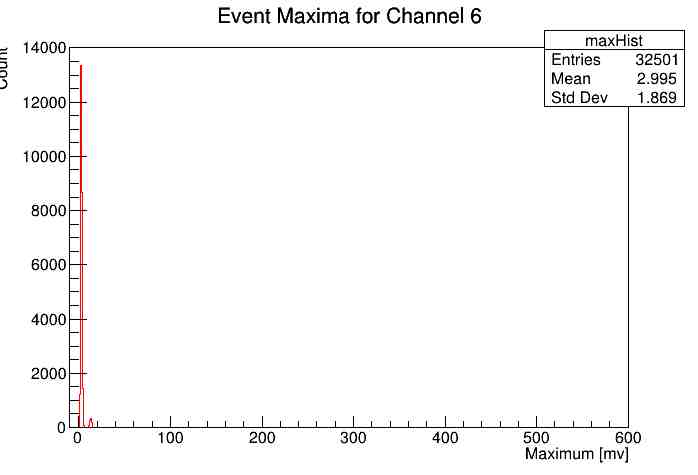 Event Maxima for Channel 6
maxHist
Entries 32501
Mean 2.995
Std Dev 1.869
Count
14000
12000
10000
8000
6000
4000
2000
0
0 100 200 300 400 500 600
Maximum [mv]